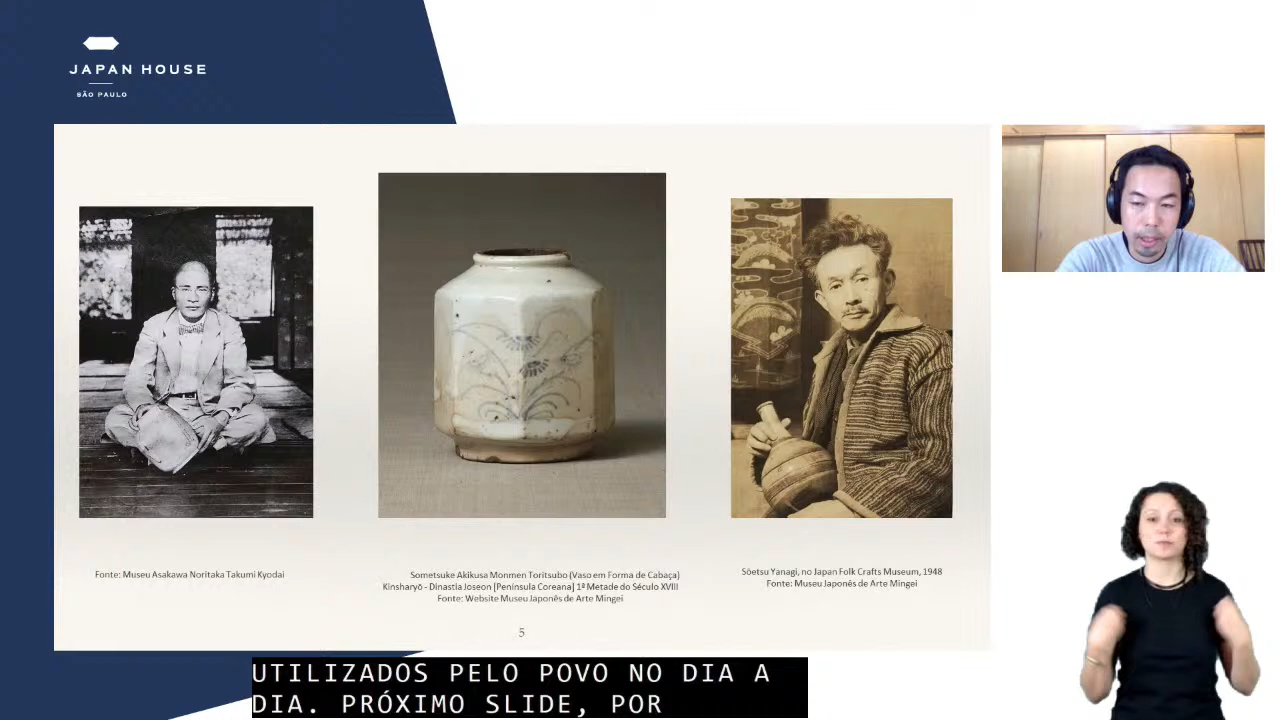 JAPAN HOUSE
SÃO PAULO
Fonte: Museu Asakawa Noritaka Takumi Kyodai
Sometsuke Akikusa Monmen Toritsubo (Vaso em Forma de Cabaça)
Kinsharyō - Dinastia Joseon [Península Coreana] 1ª Metade do Século XVIII
Fonte: Website Museu Japonês de Arte Mingei
Sōetsu Yanagi, no Japan Folk Crafts Museum, 1948
Fonte: Museu Japonês de Arte Mingei
5
UTILIZADOS PELO POVO NO DIA A
DIA. PRÓXIMO SLIDE, POR